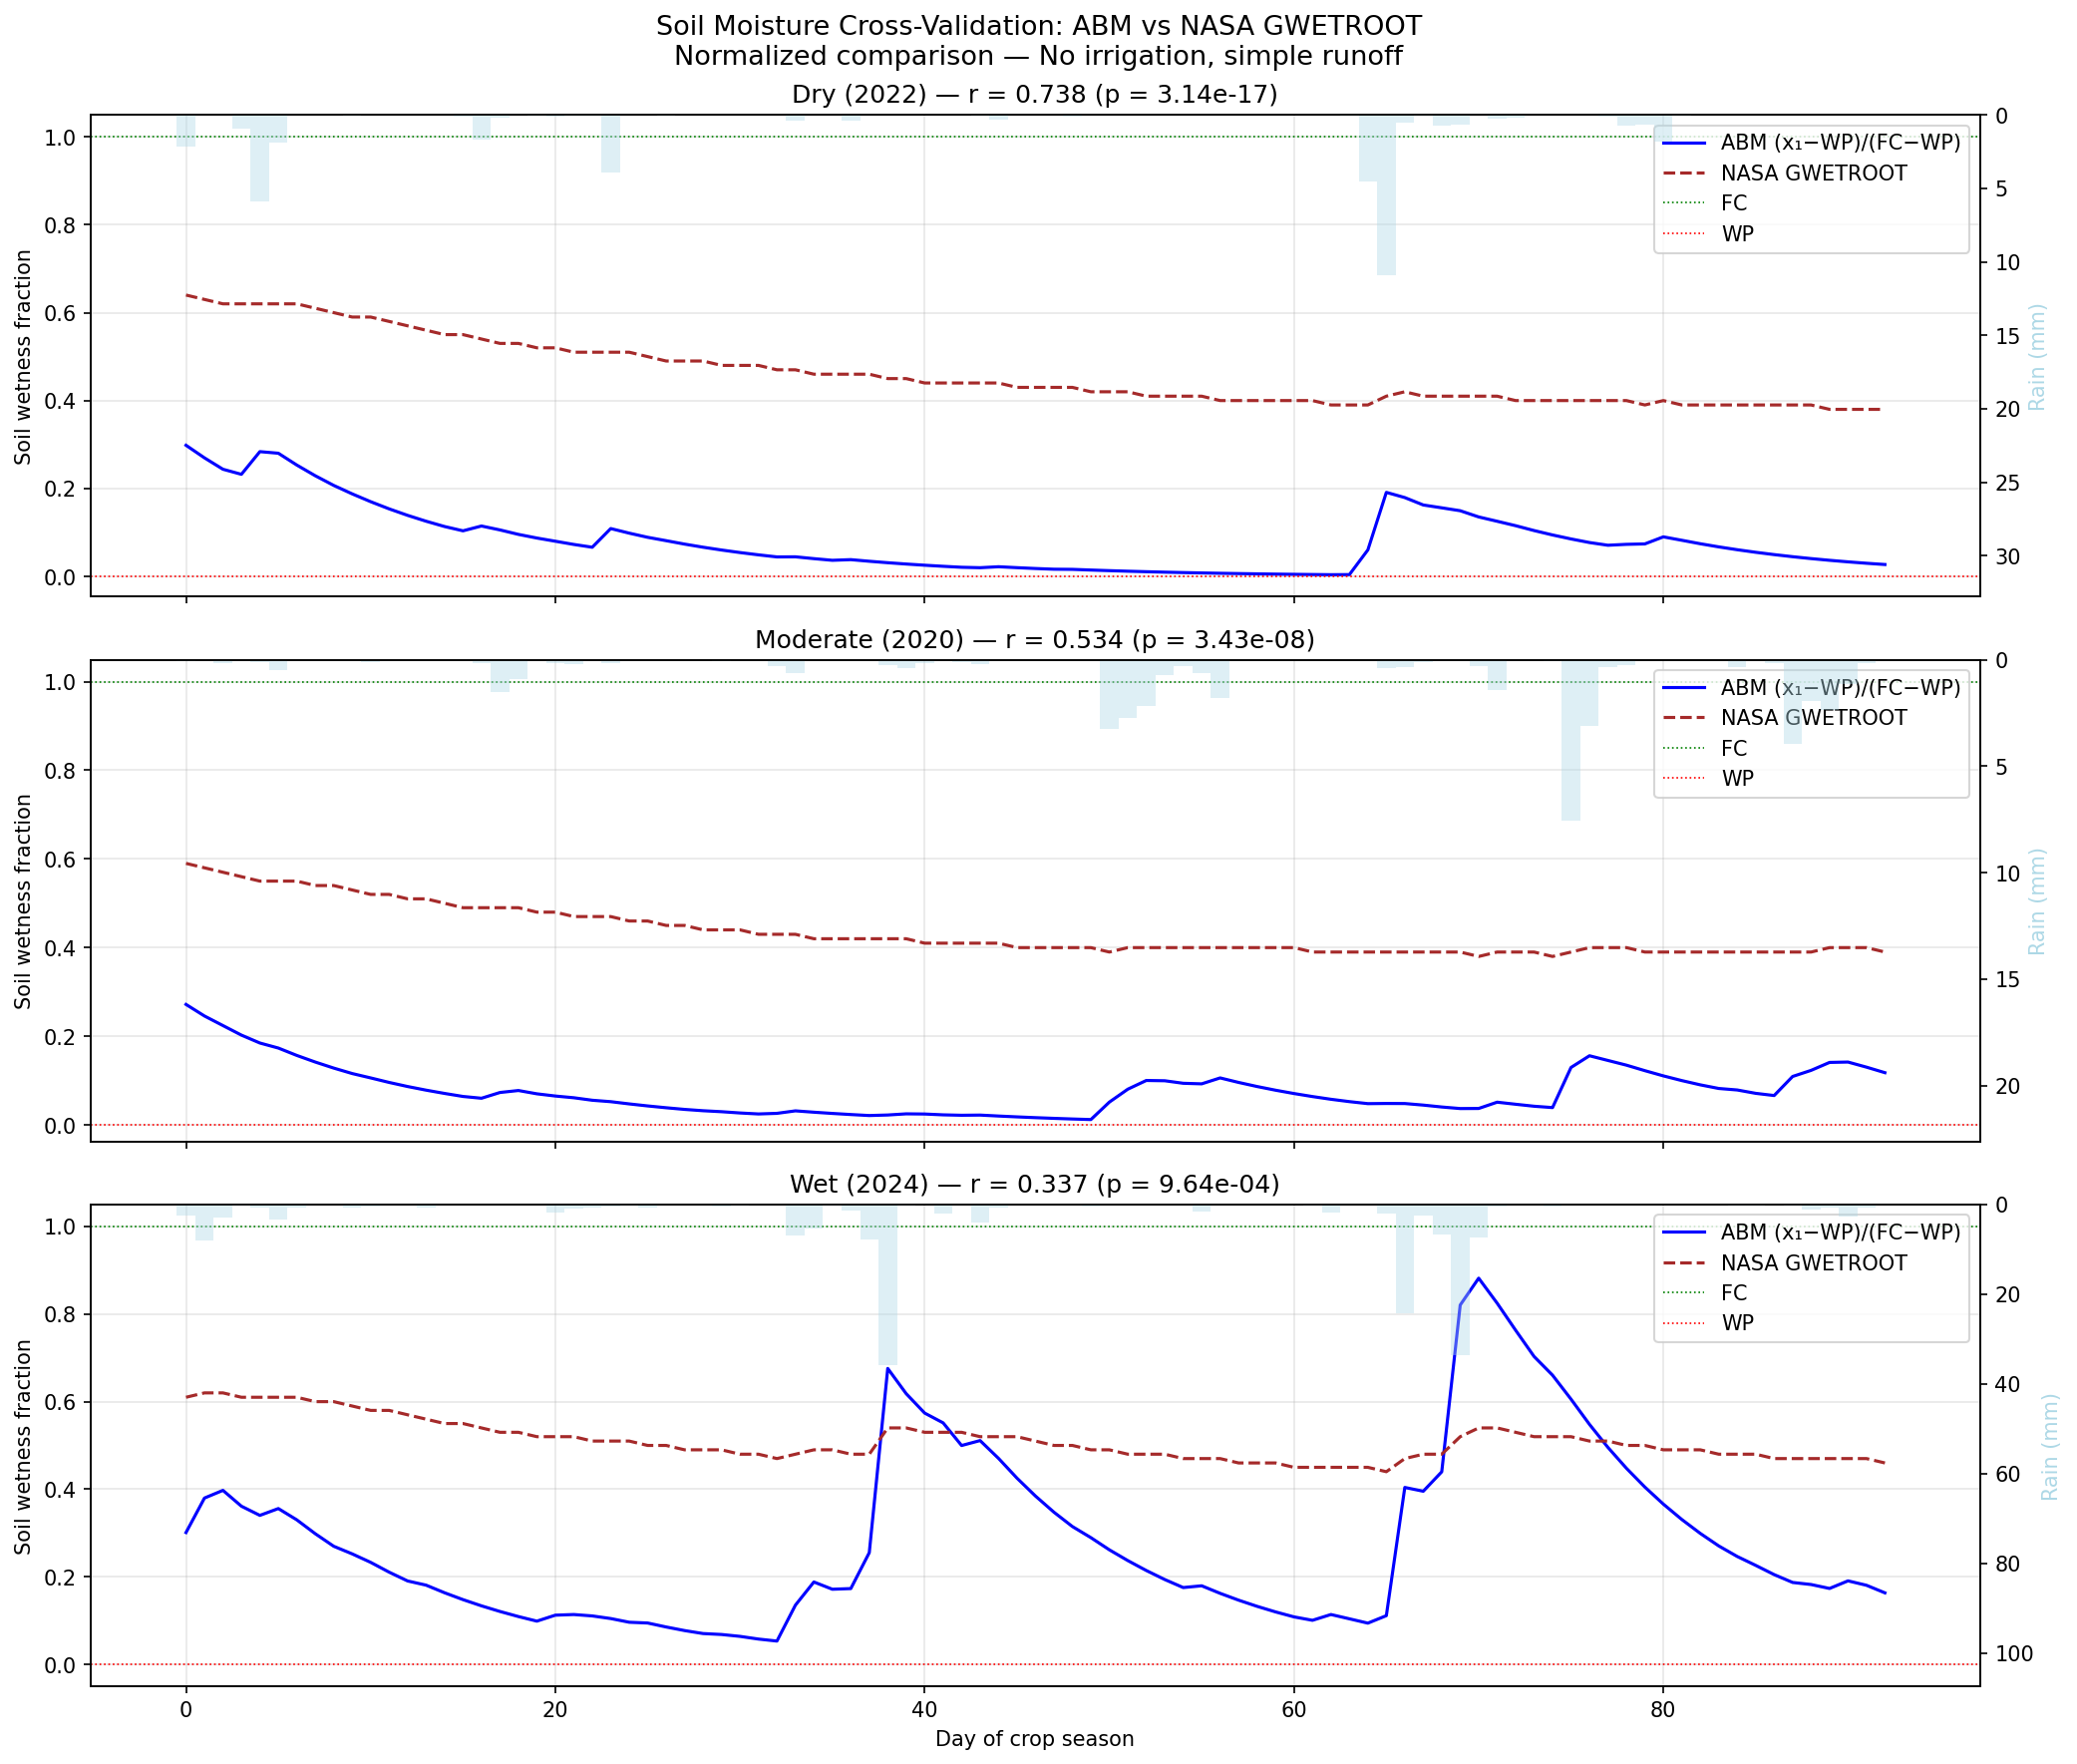 Soil Moisture Cross-Validation: ABM vs NASA GWETROOT
Normalized comparison — No irrigation, simple runoff
Dry (2022) — r = 0.738 (p = 3.14e-17)
1.0
0.8
0.6
0.4
0.2
0.0
Soil wetness fraction
ABM (x₁−WP)/(FC−WP)
NASA GWETROOT
FC
WP
0
5
10
15
20
25
30
Rain (mm)
Moderate (2020) — r = 0.534 (p = 3.43e-08)
1.0
0.8
0.6
0.4
0.2
0.0
Soil wetness fraction
ABM (x₁−WP)/(FC−WP)
NASA GWETROOT
FC
WP
0
5
10
15
20
Rain (mm)
Wet (2024) — r = 0.337 (p = 9.64e-04)
1.0
0.8
0.6
0.4
0.2
0.0
Soil wetness fraction
ABM (x₁−WP)/(FC−WP)
NASA GWETROOT
FC
WP
0
20
40
60
80
100
Rain (mm)
0 20 40 60 80
Day of crop season